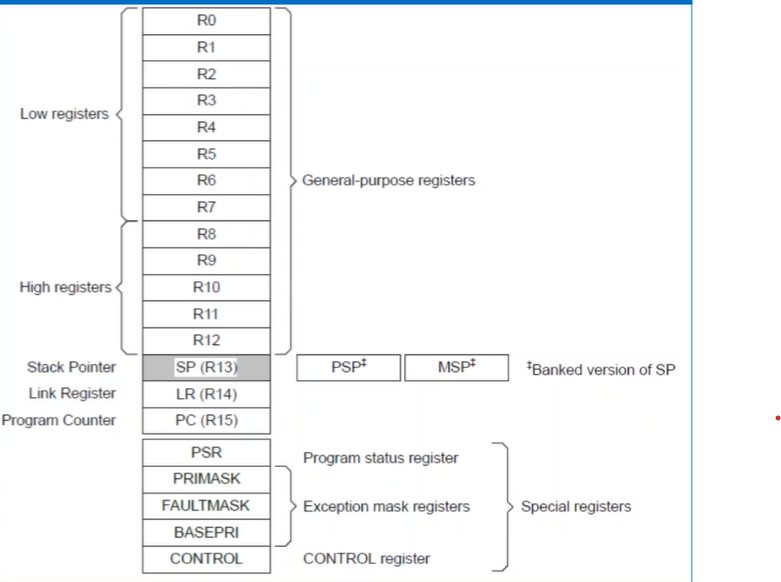 R0
R1
R2
R3
Low registers
R4
R5
R6
General-purpose registers
R7
R8
R9
High registers
R10
R11
R12
Stack Pointer SP (R13) PSP‡ MSP‡ ‡Banked version of SP
Link Register LR (R14)
Program Counter PC (R15)
PSR Program status register
PRIMASK
FAULTMASK Exception mask registers Special registers
BASEPRI
CONTROL CONTROL register